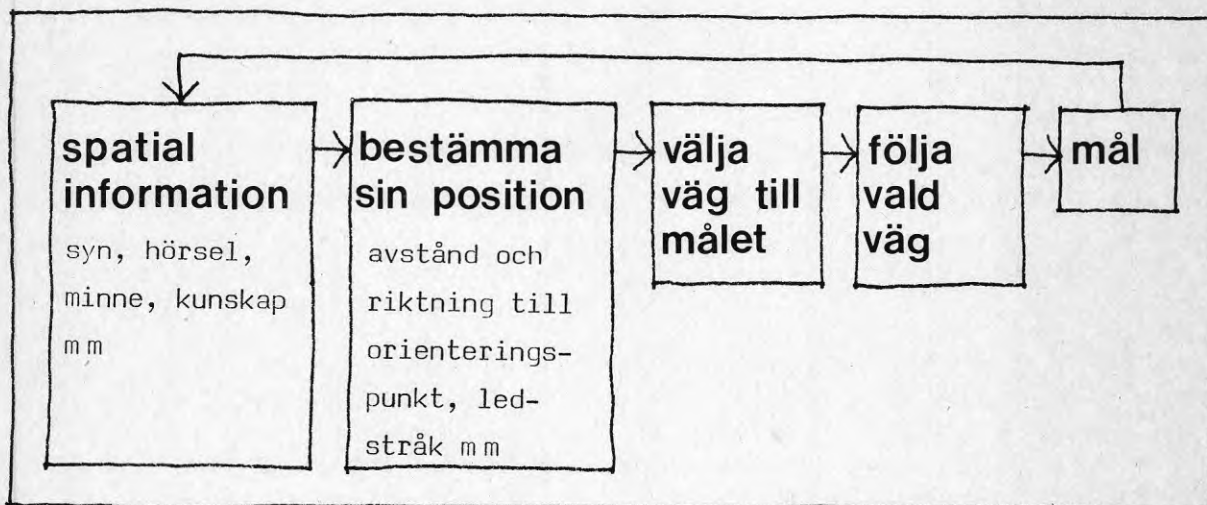 spatial
information
syn, hörsel,
minne, kunskap
m m
bestämma
sin position
avstånd och
riktning till
orienterings-
punkt, led-
stråk m m
välja
väg till
målet
följa
vald
väg
mål